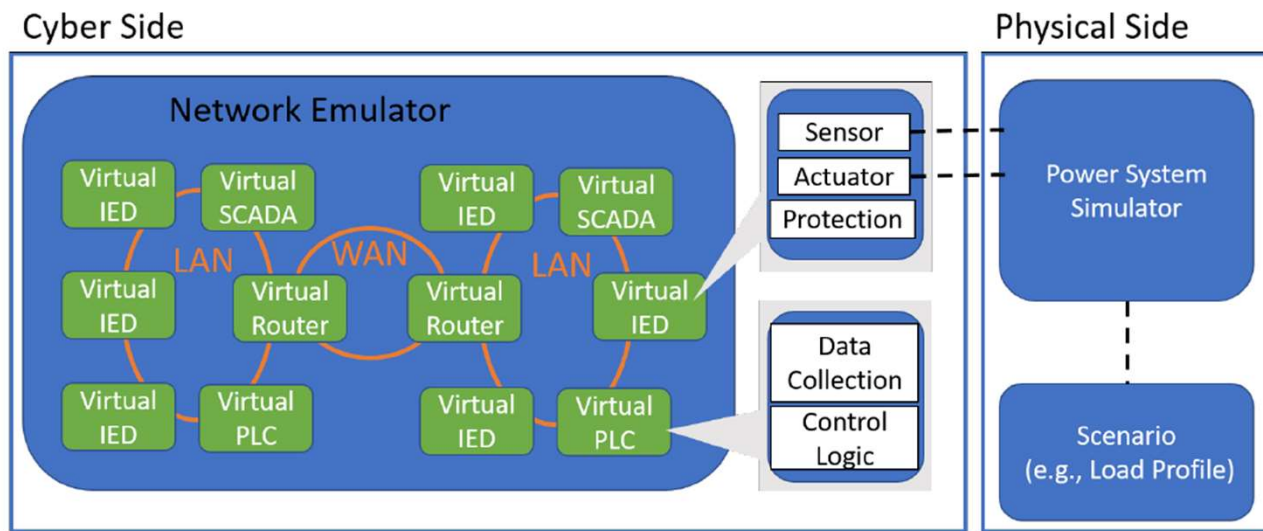 Cyber Side
Physical Side
Network Emulator
Virtual
IED
Virtual
SCADA
Virtual
IED
Virtual
SCADA
LAN
WAN
LAN
Virtual
IED
Virtual
Router
Virtual
Router
Virtual
IED
Virtual
IED
Virtual
PLC
Virtual
IED
Virtual
PLC
Sensor
Actuator
Protection
Data
Collection
Control
Logic
Power System
Simulator
Scenario
(e.g., Load Profile)